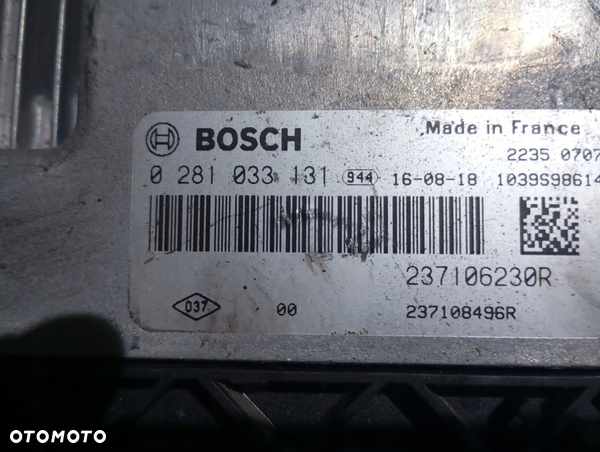 BOSCH
Made in France
2235 0707
0 281 033 131 944 16-08-18 1039S98614
237106230R
037 00 237108496R
OTOMOTO
OTOMOTO